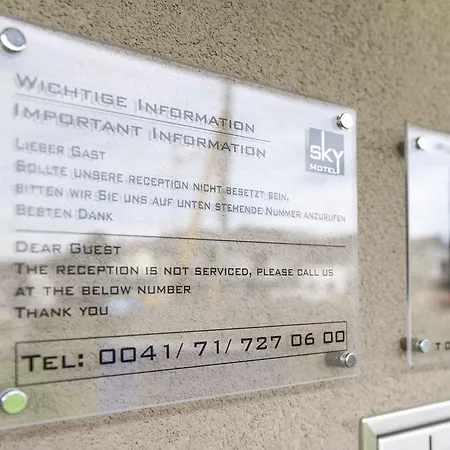 WICHTIGE INFORMATION
IMPORTANT INFORMATION
sky
MOTEL
LIEBER GAST
SOLLTE UNSERE RECEPTION NICHT BESETZT SEIN,
BITTEN WIR SIE UNS AUF UNTEN STEHENDE NUMMER ANZURUFEN
BESTEN DANK
DEAR GUEST
THE RECEPTION IS NOT SERVICED, PLEASE CALL US
AT THE BELOW NUMBER
THANK YOU
TEL: 0041/ 71/ 727 06 00